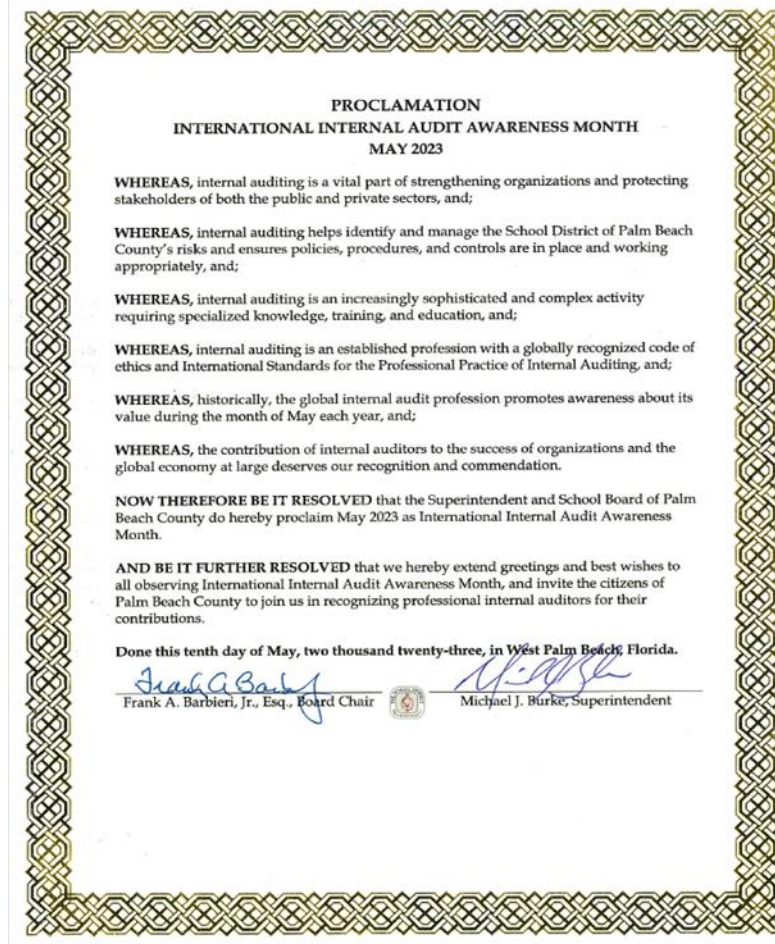 PROCLAMATION
INTERNATIONAL INTERNAL AUDIT AWARENESS MONTH
MAY 2023
WHEREAS, internal auditing is a vital part of strengthening organizations and protecting
stakeholders of both the public and private sectors, and;
WHEREAS, internal auditing helps identify and manage the School District of Palm Beach
County's risks and ensures policies, procedures, and controls are in place and working
appropriately, and;
WHEREAS, internal auditing is an increasingly sophisticated and complex activity
requiring specialized knowledge, training, and education, and;
WHEREAS, internal auditing is an established profession with a globally recognized code of
ethics and International Standards for the Professional Practice of Internal Auditing, and;
WHEREAS, historically, the global internal audit profession promotes awareness about its
value during the month of May each year, and;
WHEREAS, the contribution of internal auditors to the success of organizations and the
global economy at large deserves our recognition and commendation.
NOW THEREFORE BE IT RESOLVED that the Superintendent and School Board of Palm
Beach County do hereby proclaim May 2023 as International Internal Audit Awareness
Month.
AND BE IT FURTHER RESOLVED that we hereby extend greetings and best wishes to
all observing International Internal Audit Awareness Month, and invite the citizens of
Palm Beach County to join us in recognizing professional internal auditors for their
contributions.
Done this tenth day of May, two thousand twenty-three, in West Palm Beach, Florida.
Frank A. Barbieri, Jr., Esq., Board Chair
Michael J. Burke, Superintendent